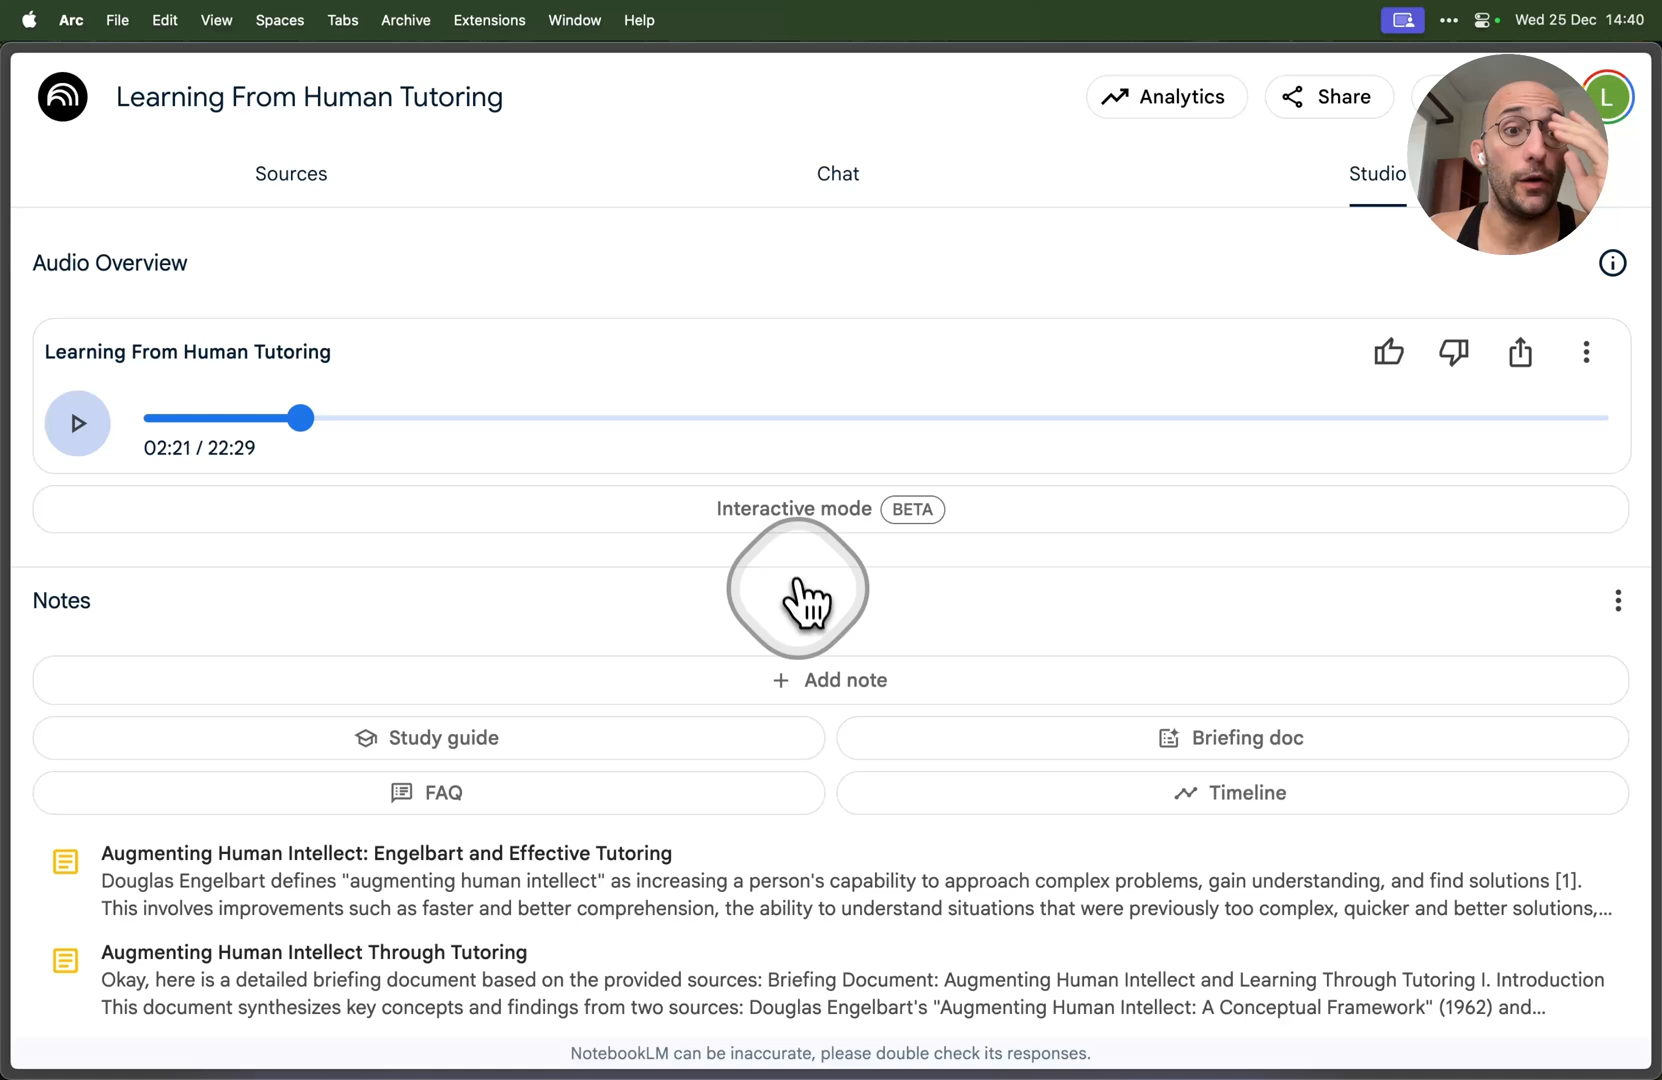 Arc File Edit View Spaces Tabs Archive Extensions Window Help Wed 25 Dec 14:40
Learning From Human Tutoring
Analytics
Share
L
Sources
Chat
Studio
Audio Overview
Learning From Human Tutoring
02:21 / 22:29
Interactive mode BETA
Notes
+ Add note
Study guide
Briefing doc
FAQ
Timeline
Augmenting Human Intellect: Engelbart and Effective Tutoring
Douglas Engelbart defines "augmenting human intellect" as increasing a person's capability to approach complex problems, gain understanding, and find solutions [1].
This involves improvements such as faster and better comprehension, the ability to understand situations that were previously too complex, quicker and better solutions,...
Augmenting Human Intellect Through Tutoring
Okay, here is a detailed briefing document based on the provided sources: Briefing Document: Augmenting Human Intellect and Learning Through Tutoring I. Introduction
This document synthesizes key concepts and findings from two sources: Douglas Engelbart's "Augmenting Human Intellect: A Conceptual Framework" (1962) and...
NotebookLM can be inaccurate, please double check its responses.